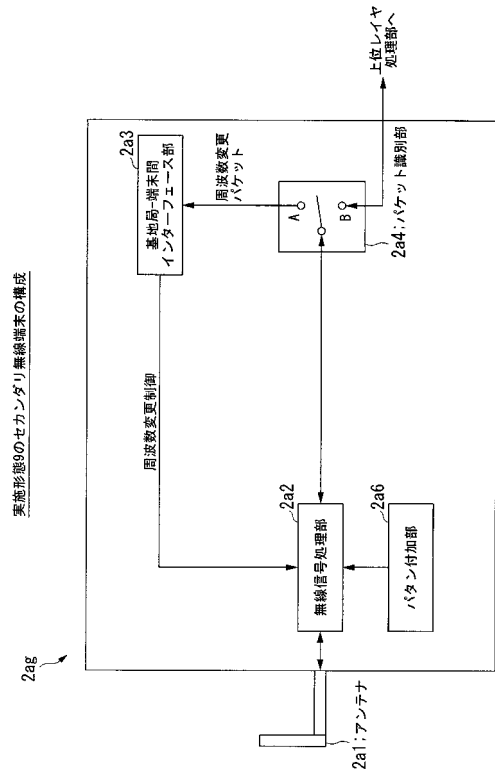 実施形態9のセカンダリ無線端末の構成
2ag
2a3
基地局-端末間
インターフェース部
周波数変更
パケット
周波数変更制御
上位レイヤ
処理部へ
A
B
2a4;パケット識別部
2a2
無線信号処理部
2a6
パタン付加部
2a1;アンテナ